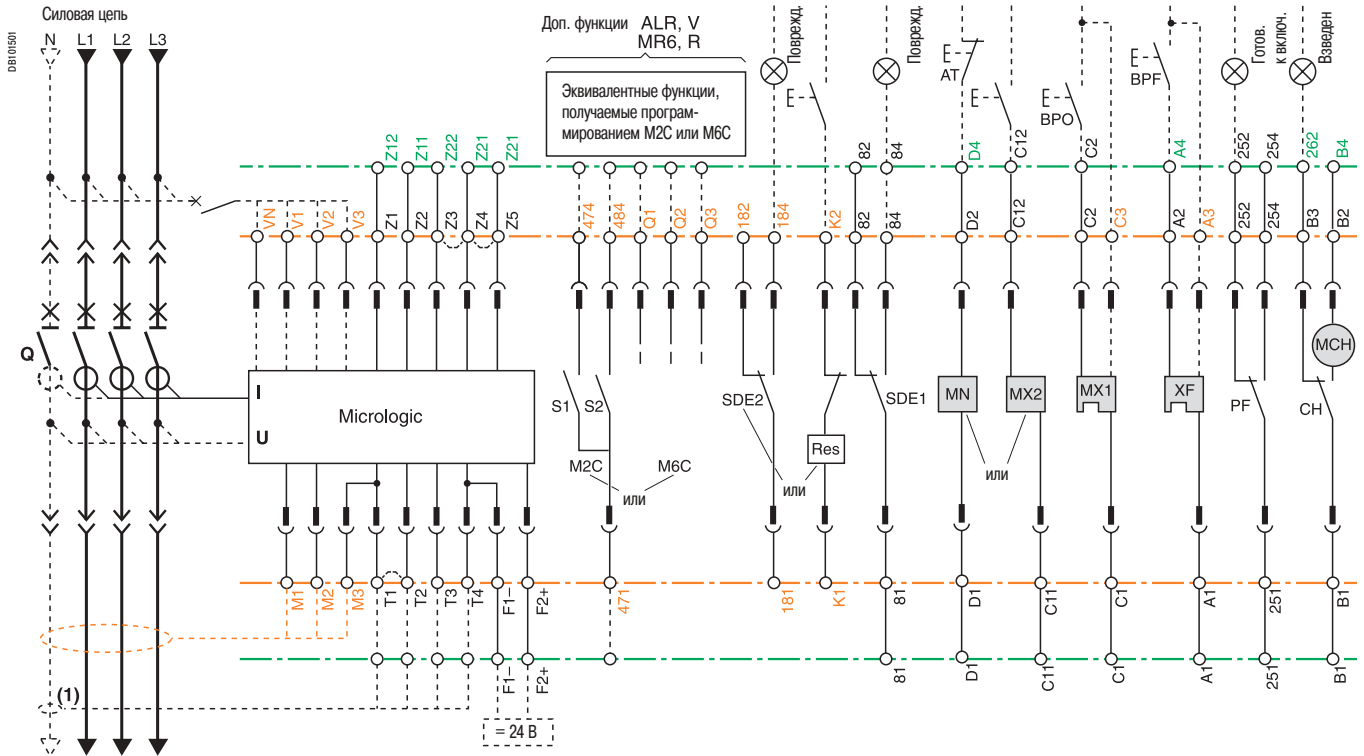 Силовая цепь
DB101501
N L1 L2 L3
Доп. функции ALR, V
MR6, R
Эквивалентные функции,
получаемые програм-
мированием M2C или M6C
Поврежд.
Поврежд.
AT
BPO
BPF
Готов.
к включ.
Взведен
Z12 Z11 Z22 Z21 Z21
82 84 D4 C12 C2 A4 252 254 262 B4
VN V1 V2 V3 Z1 Z2 Z3 Z4 Z5 474 484 Q1 Q2 Q3 182 184 K2 82 84 D2 C12 C2 C3 A2 A3 252 254 B3 B2
Q
I
U
Micrologic
S1 S2
M2C или M6C
SDE2 или Res
SDE1
MN или MX2
MX1
XF
PF
CH
MCH
M1 M2 M3 T1 T2 T3 T4 F1– F2+ 471 181 K1 81 D1 C11 C1 A1 251 B1
F1– F2+ 81 D1 C11 C1 A1 251 B1
(1)
= 24 В